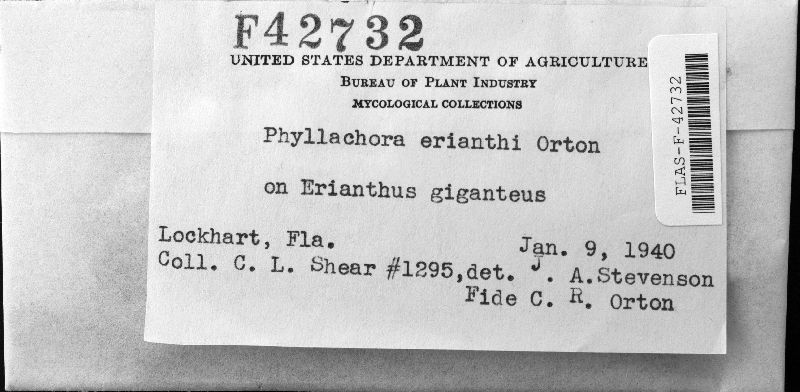 F42732
UNITED STATES DEPARTMENT OF AGRICULTURE
BUREAU OF PLANT INDUSTRY
MYCOLOGICAL COLLECTIONS
FLAS-F-42732
Phyllachora erianthi Orton
on Erianthus giganteus
Lockhart, Fla. Jan. 9, 1940
Coll. C. L. Shear #1295, det. J. A. Stevenson
Fide C. R. Orton